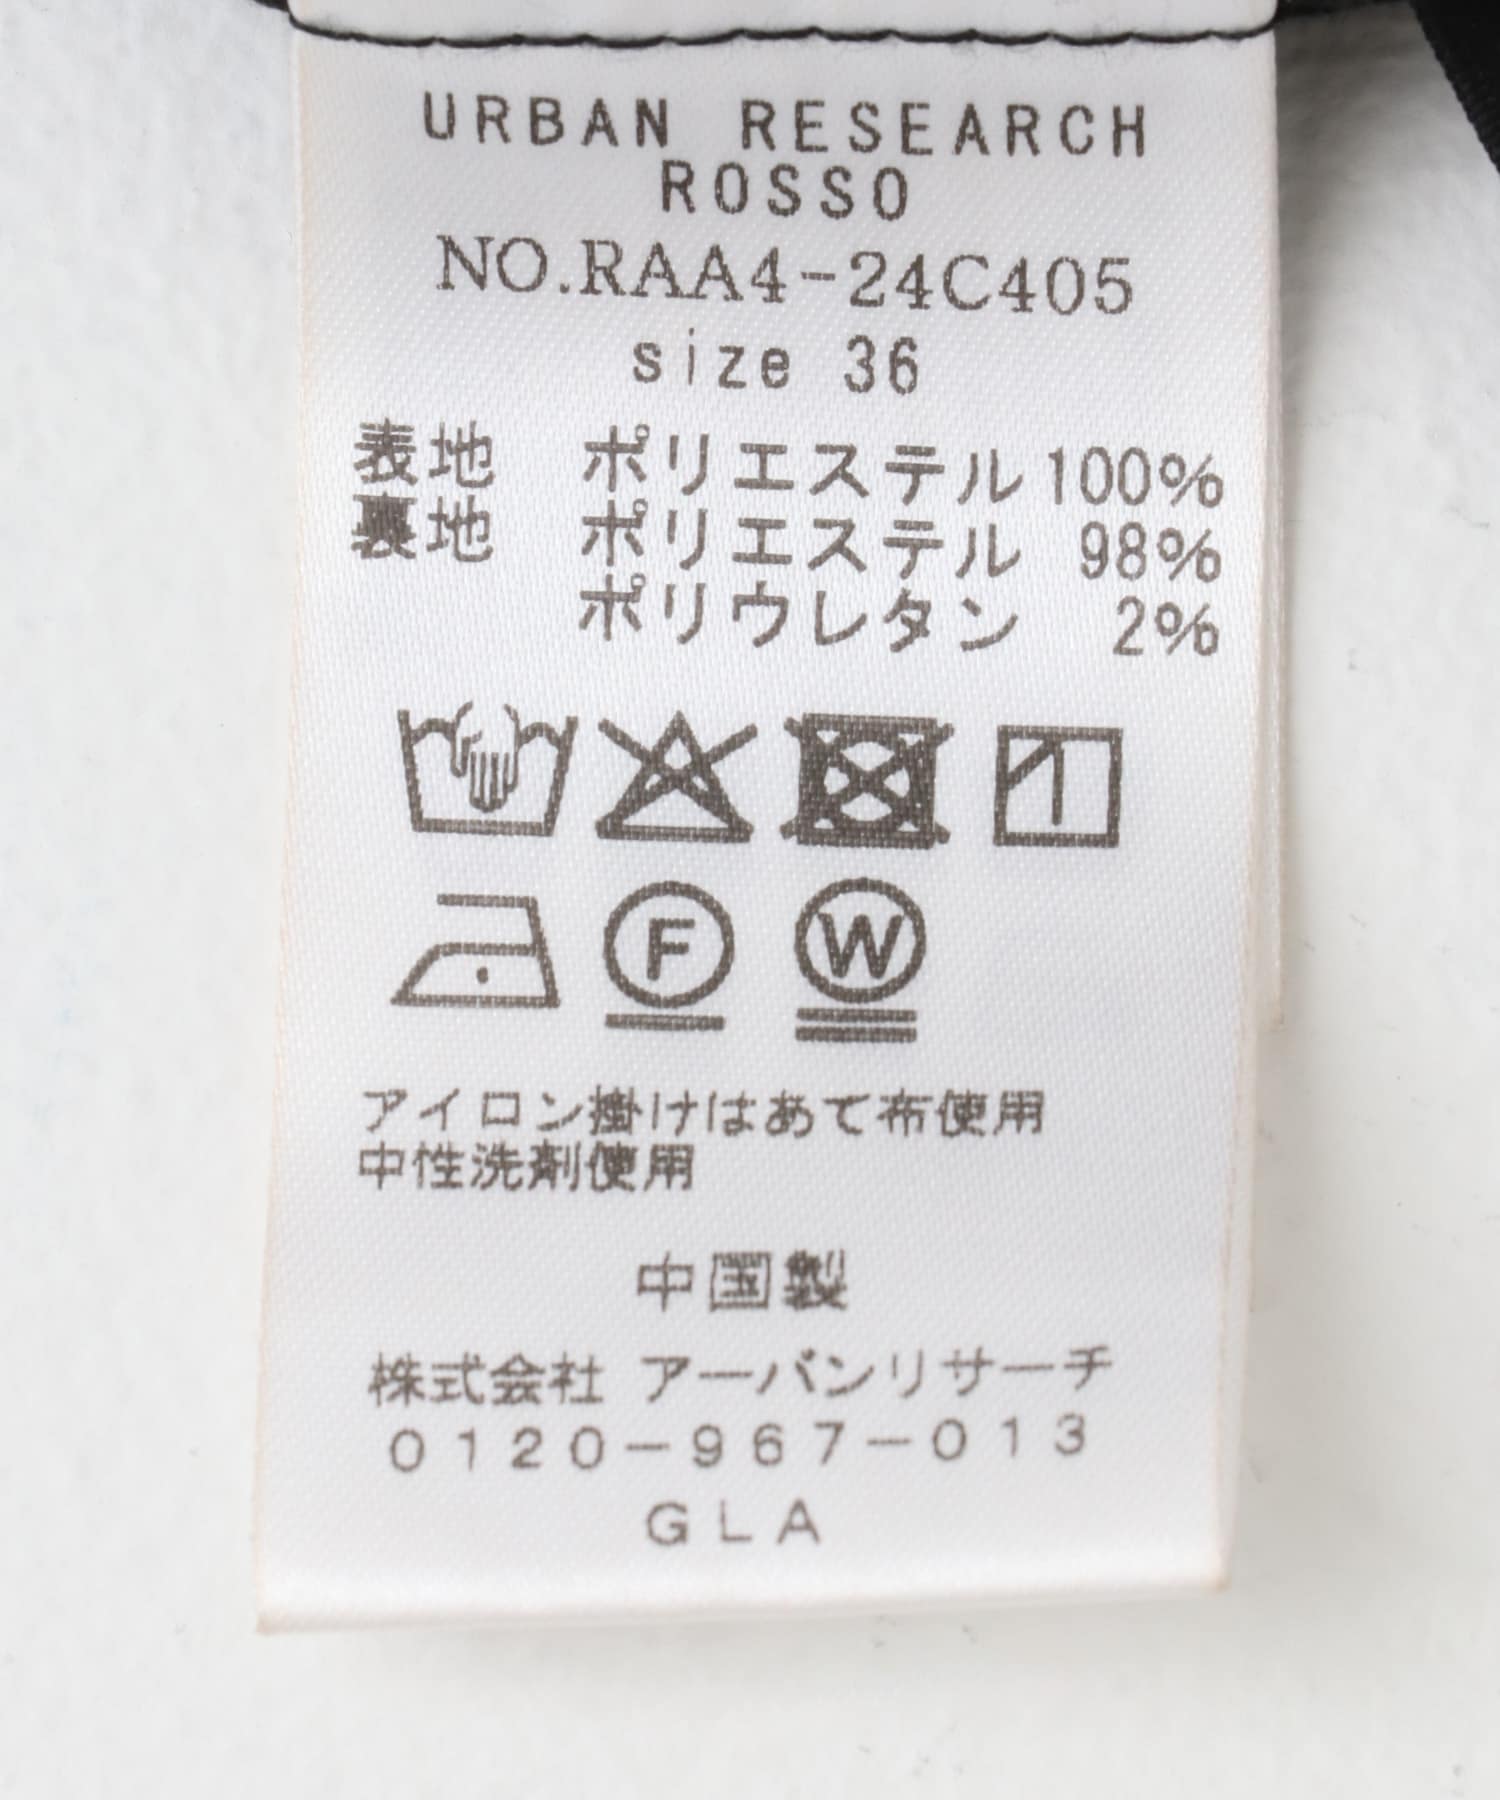 URBAN RESEARCH
ROSSO
NO.RAA4-24C405
size 36
表地 ポリエステル 100%
裏地 ポリエステル 98%
ポリウレタン 2%
F W
アイロン掛けはあて布使用
中性洗剤使用
中国製
株式会社 アーバンリサーチ
0120-967-013
GLA